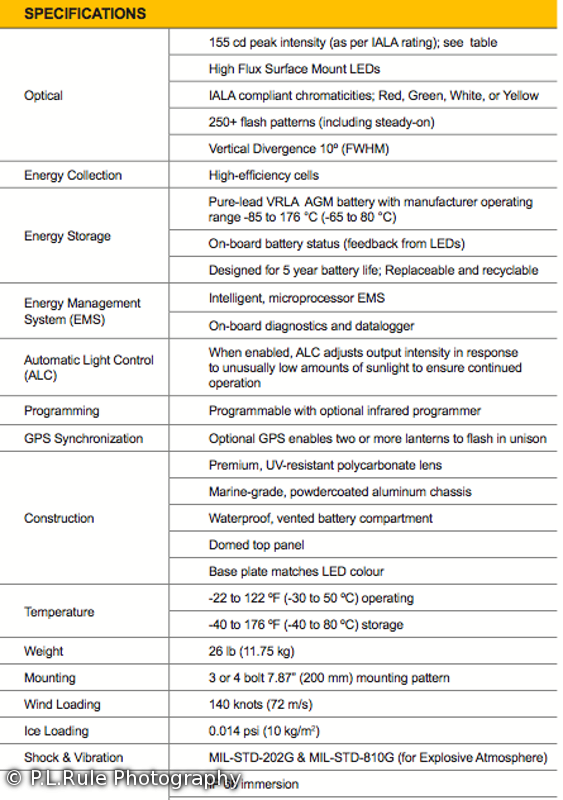 SPECIFICATIONS
Optical
155 cd peak intensity (as per IALA rating); see table
High Flux Surface Mount LEDs
IALA compliant chromaticities; Red, Green, White, or Yellow
250+ flash patterns (including steady-on)
Vertical Divergence 10º (FWHM)
Energy Collection
High-efficiency cells
Energy Storage
Pure-lead VRLA AGM battery with manufacturer operating
range -85 to 176 °C (-65 to 80 °C)
On-board battery status (feedback from LEDs)
Designed for 5 year battery life; Replaceable and recyclable
Energy Management
System (EMS)
Intelligent, microprocessor EMS
On-board diagnostics and datalogger
Automatic Light Control
(ALC)
When enabled, ALC adjusts output intensity in response
to unusually low amounts of sunlight to ensure continued
operation
Programming
Programmable with optional infrared programmer
GPS Synchronization
Optional GPS enables two or more lanterns to flash in unison
Construction
Premium, UV-resistant polycarbonate lens
Marine-grade, powdercoated aluminum chassis
Waterproof, vented battery compartment
Domed top panel
Base plate matches LED colour
Temperature
-22 to 122 ºF (-30 to 50 ºC) operating
-40 to 176 ºF (-40 to 80 ºC) storage
Weight
26 lb (11.75 kg)
Mounting
3 or 4 bolt 7.87” (200 mm) mounting pattern
Wind Loading
140 knots (72 m/s)
Ice Loading
0.014 psi (10 kg/m²)
Shock & Vibration
MIL-STD-202G & MIL-STD-810G (for Explosive Atmosphere)
immersion
© P.L.Rule Photography